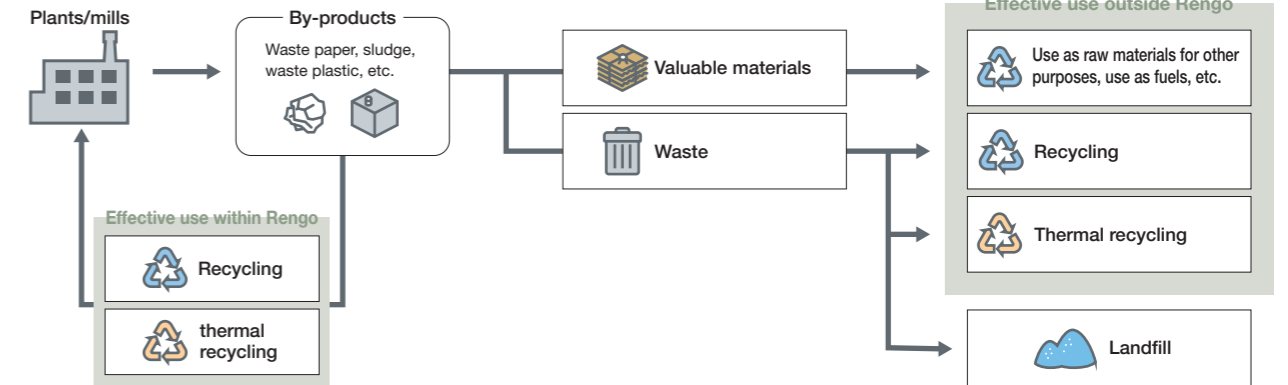 Effective use outside Rengo
Plants/mills
By-products
Waste paper, sludge,
waste plastic, etc.
Valuable materials
Use as raw materials for other
purposes, use as fuels, etc.
Waste
Recycling
Effective use within Rengo
Thermal recycling
Recycling
thermal
recycling
Landfill